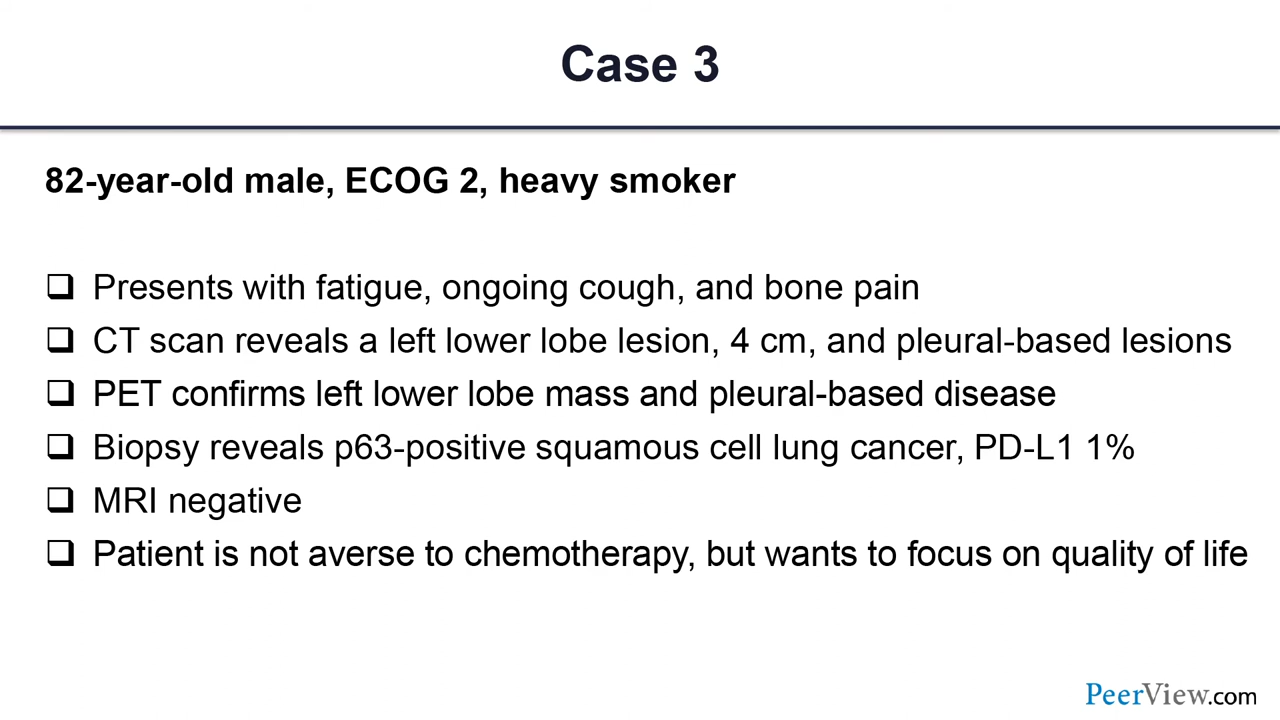 Case 3
82-year-old male, ECOG 2, heavy smoker
❑ Presents with fatigue, ongoing cough, and bone pain
❑ CT scan reveals a left lower lobe lesion, 4 cm, and pleural-based lesions
❑ PET confirms left lower lobe mass and pleural-based disease
❑ Biopsy reveals p63-positive squamous cell lung cancer, PD-L1 1%
❑ MRI negative
❑ Patient is not averse to chemotherapy, but wants to focus on quality of life
PeerView.com